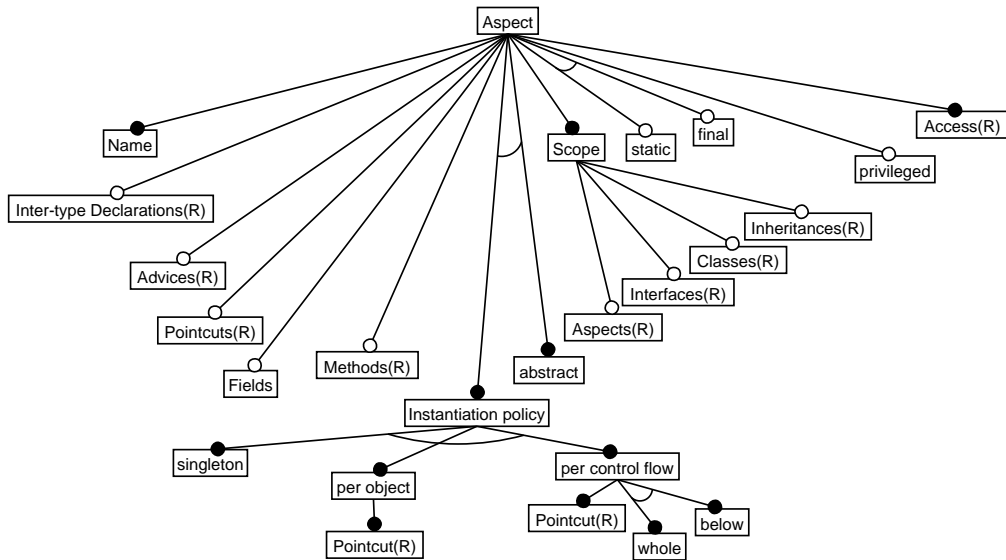 Aspect
Name
Inter-type Declarations(R)
Advices(R)
Pointcuts(R)
Fields
Methods(R)
Instantiation policy
singleton
per object
Pointcut(R)
per control flow
Pointcut(R)
whole
below
abstract
Scope
Aspects(R)
Interfaces(R)
Classes(R)
Inheritances(R)
static
final
privileged
Access(R)